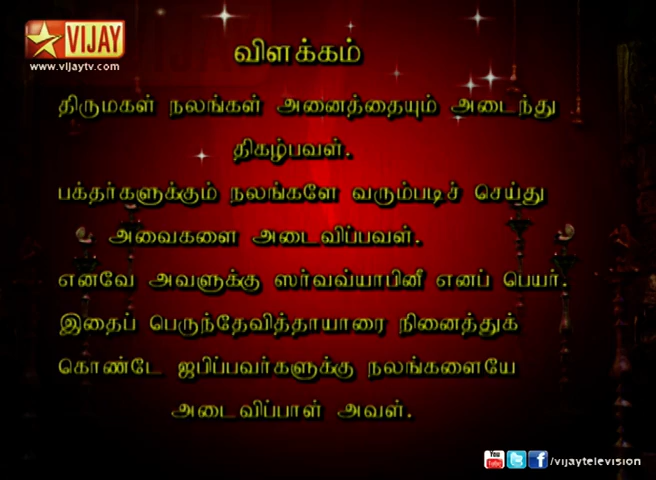 VIJAY
www.vijaytv.com
விளக்கம்
திருமகள் நலங்கள் அனைத்தையும் அடைந்து
திகழ்பவள்.
பக்தர்களுக்கும் நலங்களே வரும்படிச் செய்து
அவைகளை அடைவிப்பவள்.
எனவே அவளுக்கு ஸர்வவ்யாபினீ எனப் பெயர்.
இதைப் பெருந்தேவித்தாயாரை நினைத்துக்
கொண்டே ஜபிப்பவர்களுக்கு நலங்களையே
அடைவிப்பாள் அவள்.
You Tube /vijaytelevision